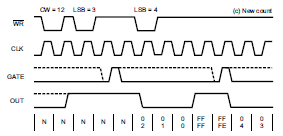 CW = 12 LSB = 3 LSB = 4 (c) New count
WR
CLK
GATE
OUT
N N N N N 0 0 0 FF FF 0 0
2 1 0 FF FE 4 3